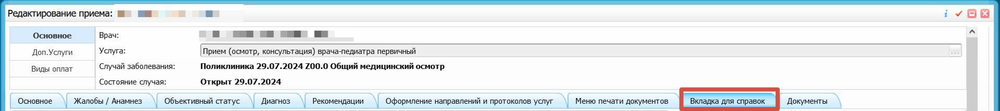 Редактирование приема:
Основное
Доп.Услуги
Виды оплат
Врач:
Услуга: Прием (осмотр, консультация) врача-педиатра первичный ...
Случай заболевания: Поликлиника 29.07.2024 Z00.0 Общий медицинский осмотр
Состояние случая: Открыт 29.07.2024
Основное Жалобы / Анамнез Объективный статус Диагноз Рекомендации Оформление направлений и протоколов услуг Меню печати документов Вкладка для справок Документы